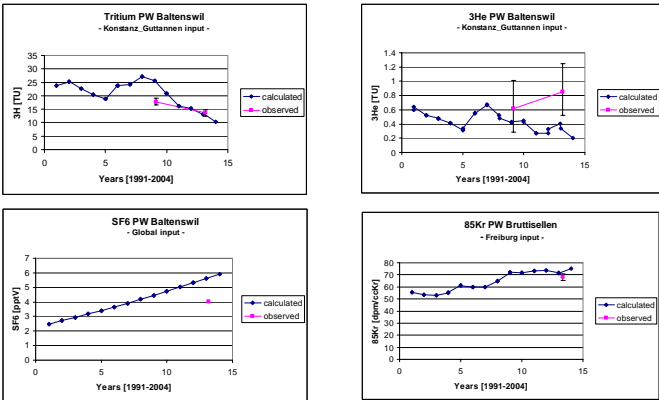 Tritium PW Baltenswil
- Konstanz_Guttannen input -
3H [TU]
35
30
25
20
15
10
5
0
0 5 10 15
Years [1991-2004]
calculated
observed
3He PW Baltenswil
- Konstanz_Guttannen input -
3He [TU]
1.4
1.2
1
0.8
0.6
0.4
0.2
0
0 5 10 15
Years [1991-2004]
calculated
observed
SF6 PW Baltenswil
- Global input -
SF6 [pptV]
7
6
5
4
3
2
1
0
0 5 10 15
Years [1991-2004]
calculated
observed
85Kr PW Bruttisellen
- Freiburg input -
85Kr [dpm/ccKr]
80
70
60
50
40
30
20
10
0
0 5 10 15
Years [1991-2004]
calculated
observed